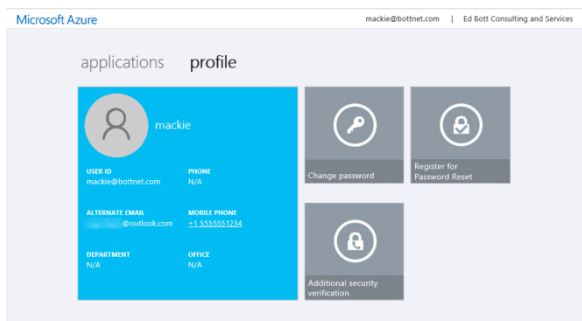 Microsoft Azure
mackie@bottnet.com | Ed Bott Consulting and Services
applications profile
mackie
USER ID PHONE
mackie@bottnet.com N/A
ALTERNATE EMAIL MOBILE PHONE
@outlook.com +1 5555551234
DEPARTMENT OFFICE
N/A N/A
Change password
Register for
Password Reset
Additional security
verification